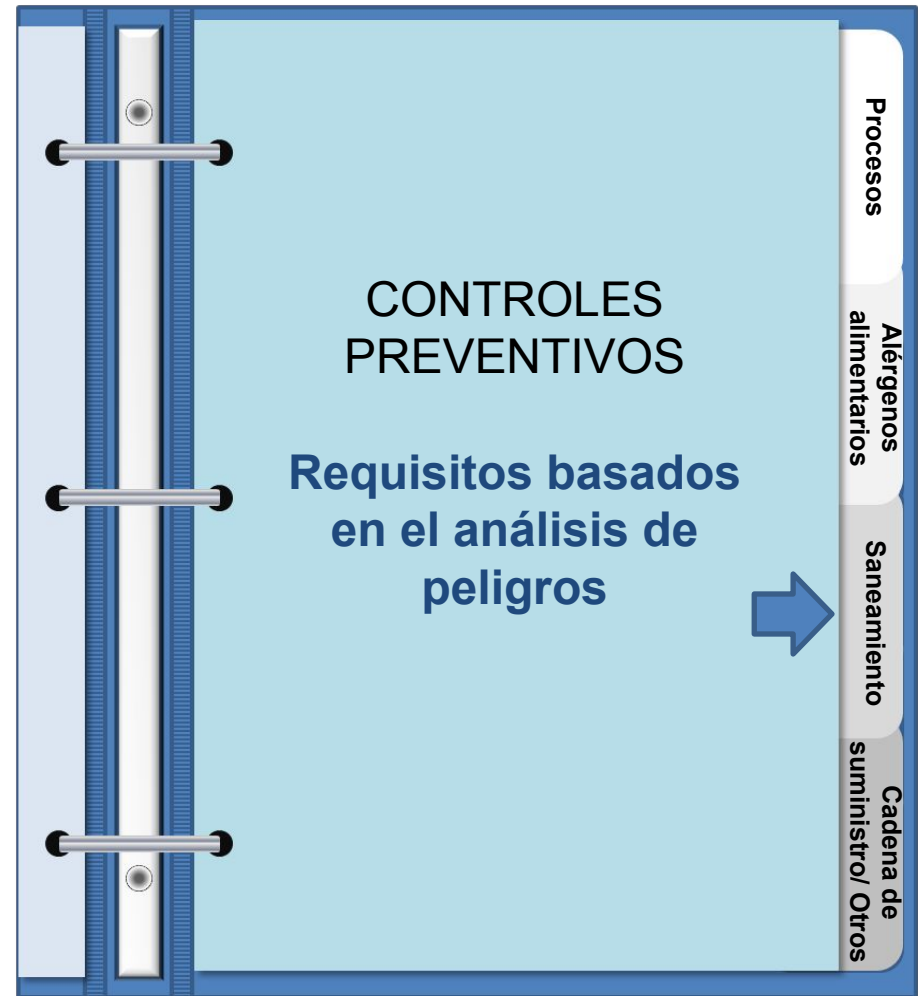 CONTROLES
PREVENTIVOS
Requisitos basados
en el análisis de
peligros
Procesos
Alérgenos
alimentarios
Saneamiento
Cadena de
suministro/ Otros